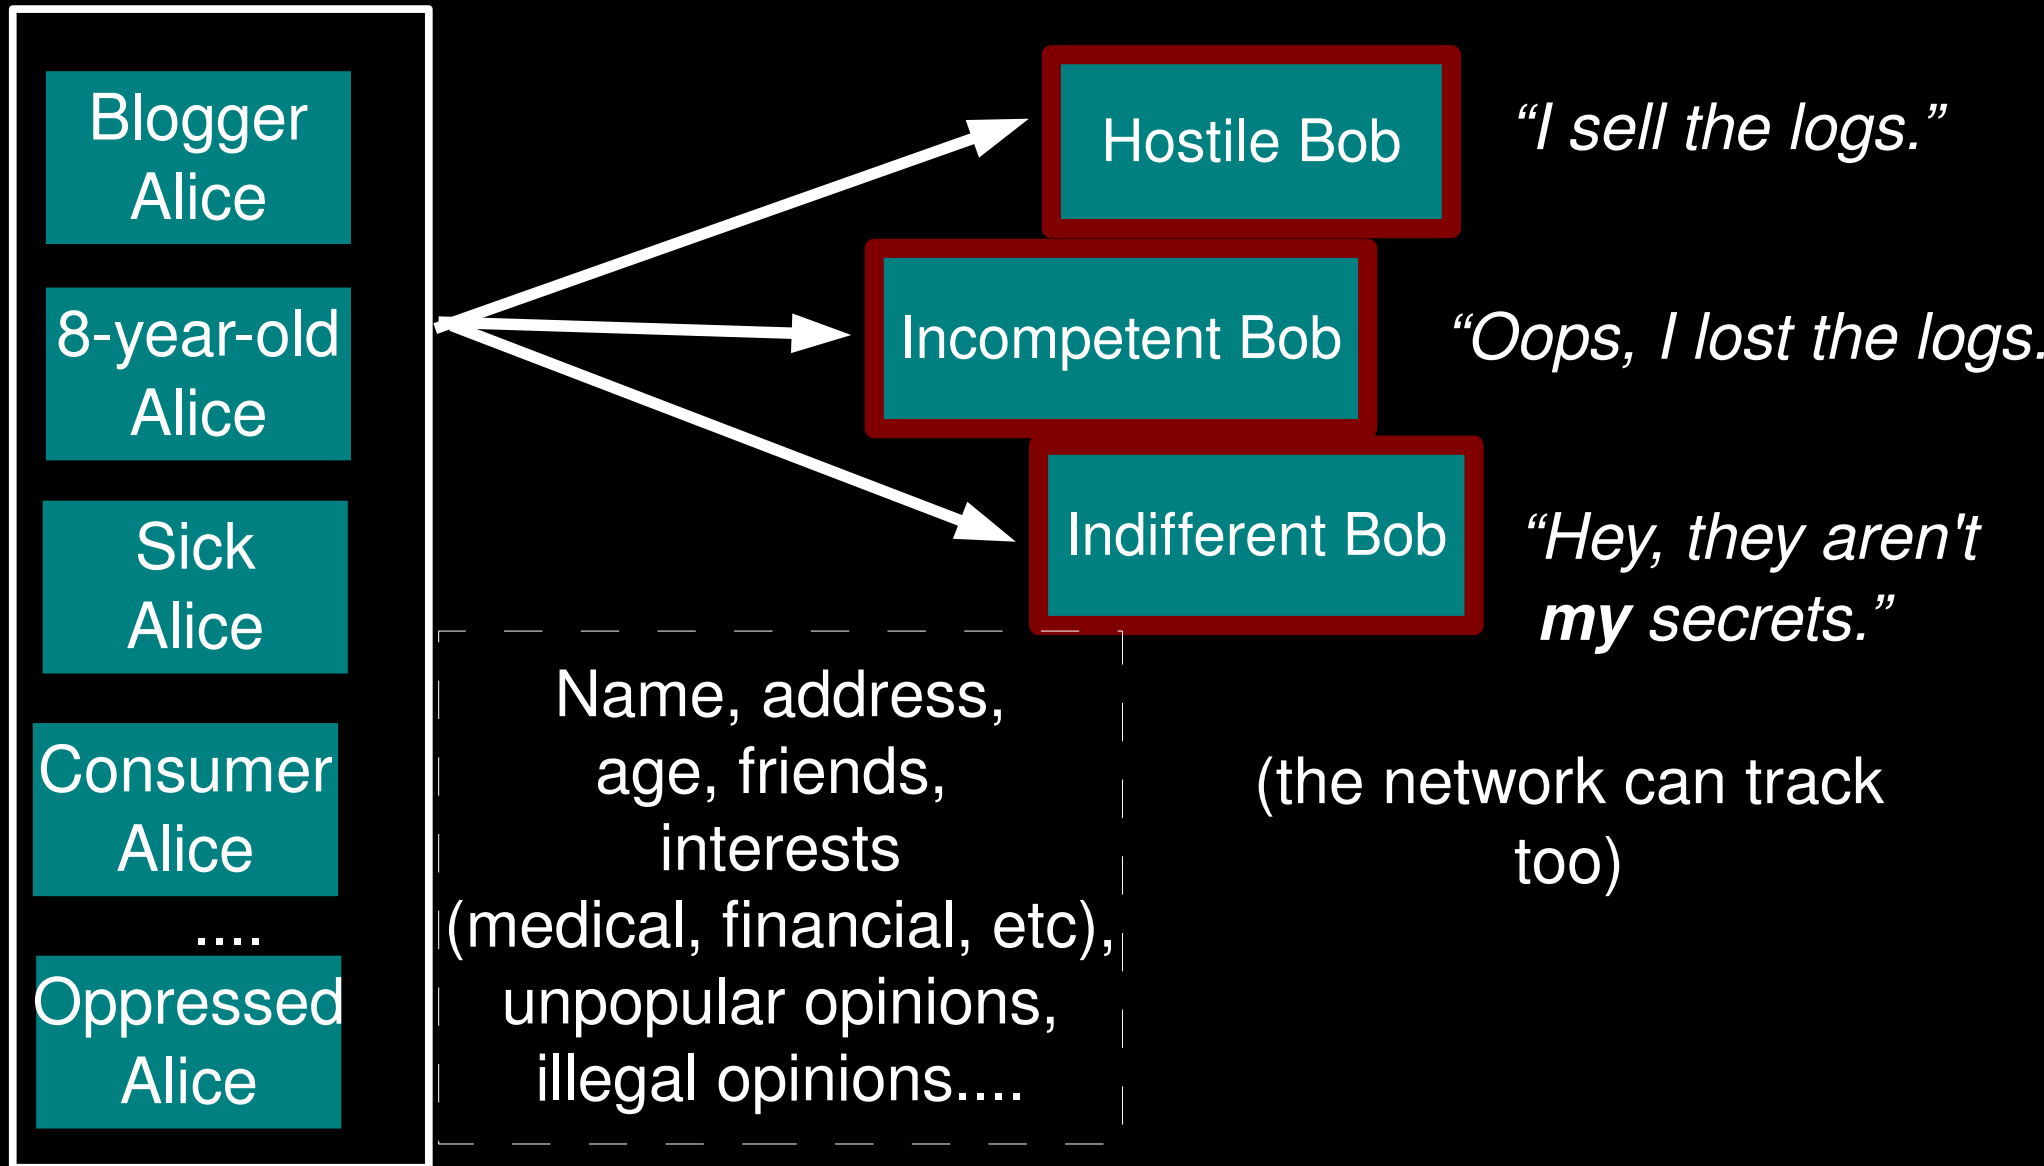 Blogger
Alice
8-year-old
Alice
Sick
Alice
Consumer
Alice
....
Oppressed
Alice
Hostile Bob
“I sell the logs.”
Incompetent Bob
“Oops, I lost the logs.
Indifferent Bob
“Hey, they aren't
my secrets.”
Name, address,
age, friends,
interests
(medical, financial, etc),
unpopular opinions,
illegal opinions....
(the network can track
too)